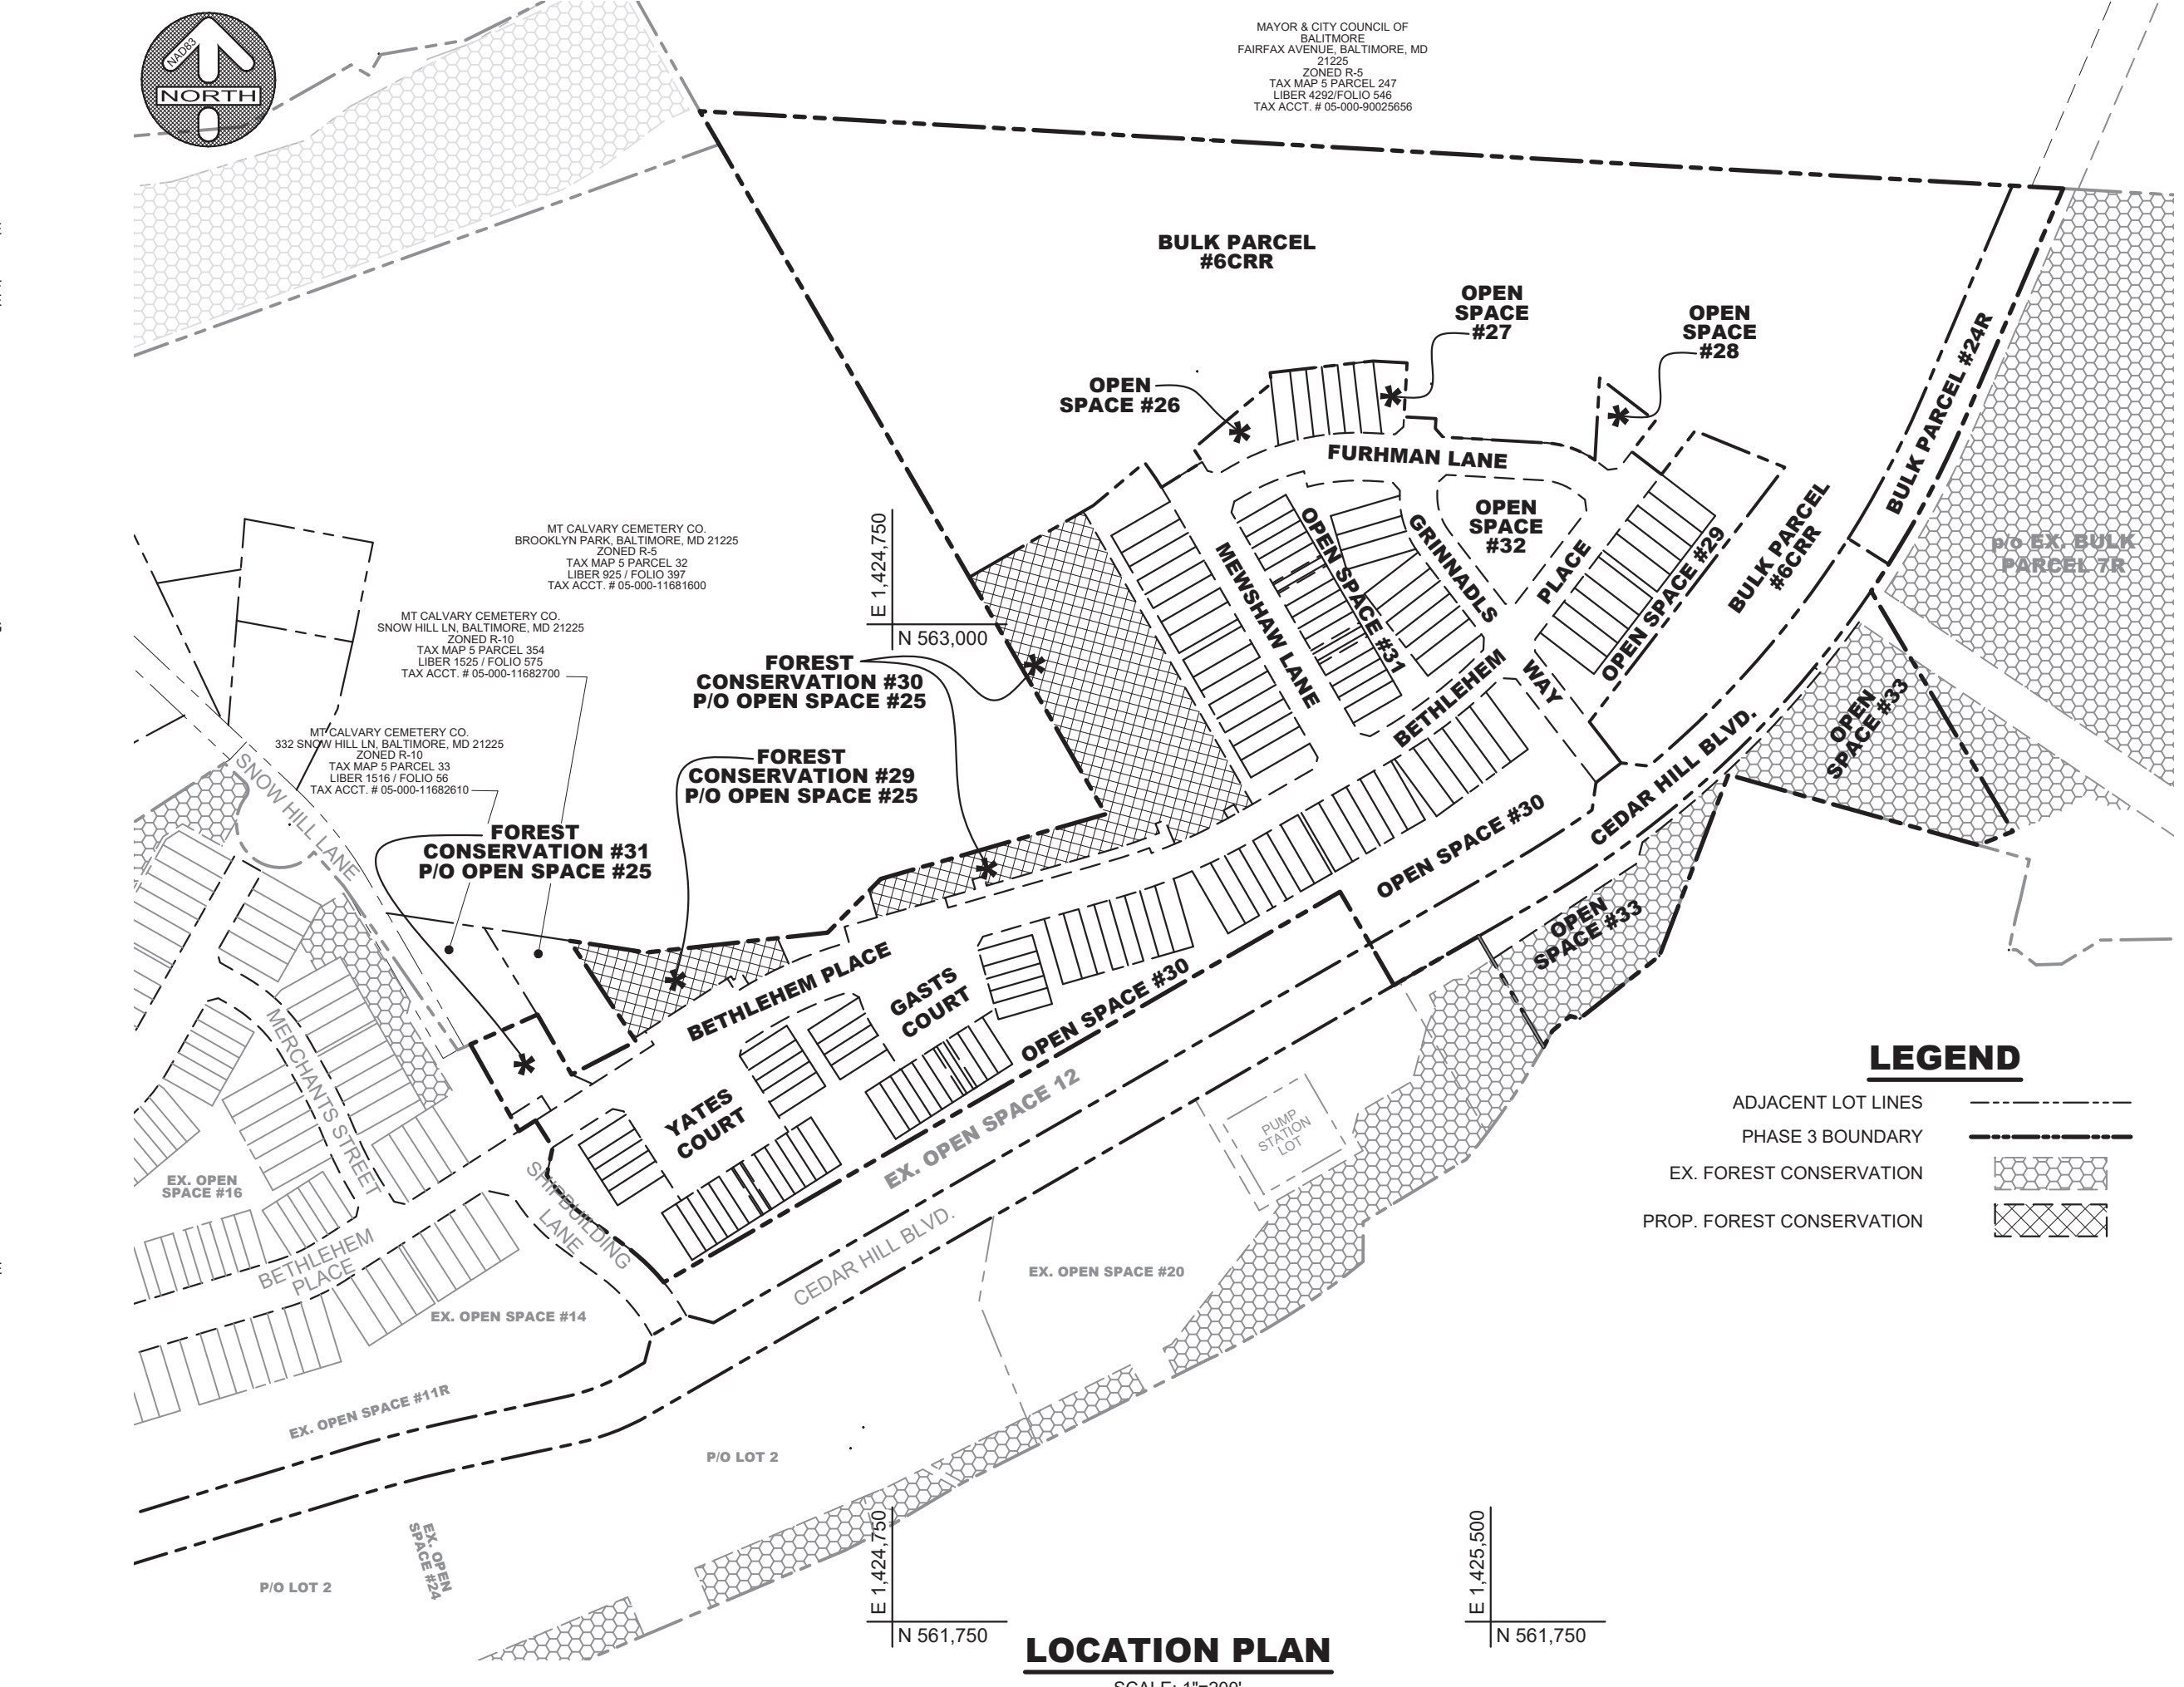 NAD83
NORTH
MAYOR & CITY COUNCIL OF
BALITMORE
FAIRFAX AVENUE, BALTIMORE, MD
21225
ZONED R-5
TAX MAP 5 PARCEL 247
LIBER 4292/FOLIO 546
TAX ACCT. # 05-000-90025656
BULK PARCEL
#6CRR
OPEN
SPACE
#27
OPEN
SPACE
#28
BULK PARCEL #24R
OPEN
SPACE #26
FURHMAN LANE
OPEN
SPACE
#32
OPEN SPACE #31
GRINNADLS
PLACE
MEWSHAW LANE
OPEN SPACE #29
BULK PARCEL
#6CRR
p/o EX. BULK
PARCEL 7R
MT CALVARY CEMETERY CO.
BROOKLYN PARK, BALTIMORE, MD 21225
ZONED R-5
TAX MAP 5 PARCEL 32
LIBER 925 / FOLIO 397
TAX ACCT. # 05-000-11681600
E 1,424,750
N 563,000
MT CALVARY CEMETERY CO.
SNOW HILL LN, BALTIMORE, MD 21225
ZONED R-10
TAX MAP 5 PARCEL 354
LIBER 1525 / FOLIO 575
TAX ACCT. # 05-000-11682700
FOREST
CONSERVATION #30
P/O OPEN SPACE #25
BETHLEHEM
WAY
OPEN
SPACE #33
MT CALVARY CEMETERY CO.
332 SNOW HILL LN, BALTIMORE, MD 21225
ZONED R-10
TAX MAP 5 PARCEL 33
LIBER 1516 / FOLIO 56
TAX ACCT. # 05-000-11682610
SNOW HILL LANE
FOREST
CONSERVATION #29
P/O OPEN SPACE #25
CEDAR HILL BLVD.
FOREST
CONSERVATION #31
P/O OPEN SPACE #25
OPEN SPACE #30
OPEN
SPACE #33
BETHLEHEM PLACE
GASTS
COURT
OPEN SPACE #30
MERCHANTS STREET
YATES
COURT
EX. OPEN SPACE 12
PUMP
STATION
LOT
LEGEND
ADJACENT LOT LINES
PHASE 3 BOUNDARY
EX. FOREST CONSERVATION
PROP. FOREST CONSERVATION
EX. OPEN
SPACE #16
SHIPBUILDING
LANE
BETHLEHEM
PLACE
CEDAR HILL BLVD.
EX. OPEN SPACE #20
EX. OPEN SPACE #14
EX. OPEN SPACE #11R
P/O LOT 2
EX. OPEN
SPACE #24
P/O LOT 2
E 1,424,750
N 561,750
E 1,425,500
N 561,750
LOCATION PLAN
SCALE: 1"=200'